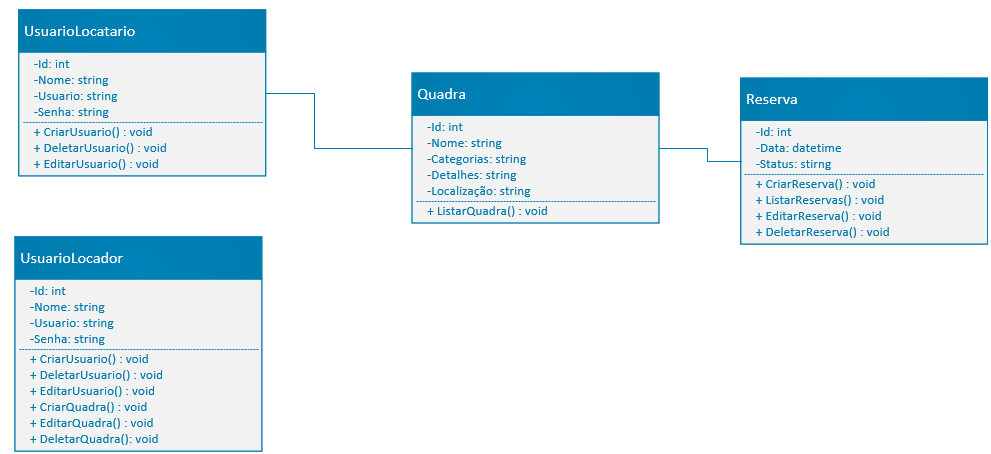 UsuarioLocatario
-Id: int
-Nome: string
-Usuario: string
-Senha: string
+ CriarUsuario() : void
+ DeletarUsuario() : void
+ EditarUsuario() : void
Quadra
-Id: int
-Nome: string
-Categorias: string
-Detalhes: string
-Localização: string
+ ListarQuadra() : void
Reserva
-Id: int
-Data: datetime
-Status: stirng
+ CriarReserva() : void
+ ListarReservas() : void
+ EditarReserva() : void
+ DeletarReserva() : void
UsuarioLocador
-Id: int
-Nome: string
-Usuario: string
-Senha: string
+ CriarUsuario() : void
+ DeletarUsuario() : void
+ EditarUsuario() : void
+ CriarQuadra() : void
+ EditarQuadra() : void
+ DeletarQuadra(): void